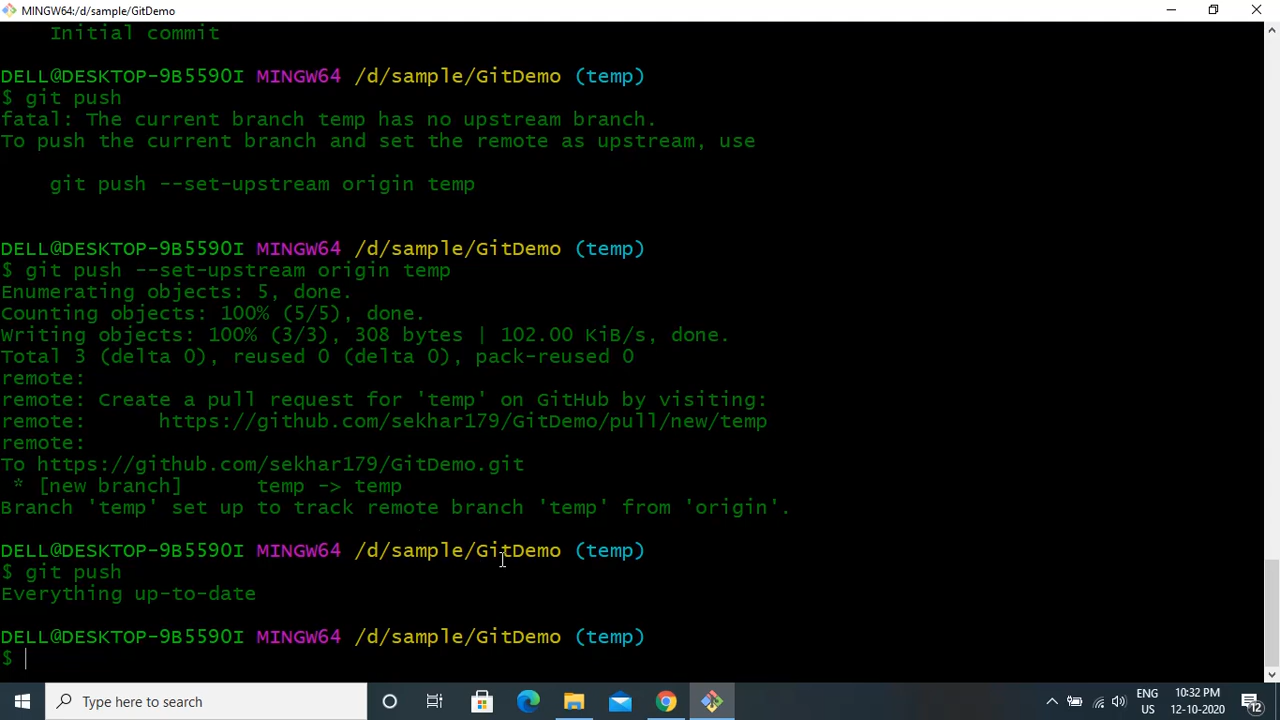 MINGW64:/d/sample/GitDemo
Initial commit
DELL@DESKTOP-9B559OI MINGW64 /d/sample/GitDemo (temp)
$ git push
fatal: The current branch temp has no upstream branch.
To push the current branch and set the remote as upstream, use
git push --set-upstream origin temp
DELL@DESKTOP-9B559OI MINGW64 /d/sample/GitDemo (temp)
$ git push --set-upstream origin temp
Enumerating objects: 5, done.
Counting objects: 100% (5/5), done.
Writing objects: 100% (3/3), 308 bytes | 102.00 KiB/s, done.
Total 3 (delta 0), reused 0 (delta 0), pack-reused 0
remote:
remote: Create a pull request for 'temp' on GitHub by visiting:
remote:      https://github.com/sekhar179/GitDemo/pull/new/temp
remote:
To https://github.com/sekhar179/GitDemo.git
* [new branch]      temp -> temp
Branch 'temp' set up to track remote branch 'temp' from 'origin'.
DELL@DESKTOP-9B559OI MINGW64 /d/sample/GitDemo (temp)
$ git push
Everything up-to-date
DELL@DESKTOP-9B559OI MINGW64 /d/sample/GitDemo (temp)
$
Type here to search
ENG
US
10:32 PM
12-10-2020
12